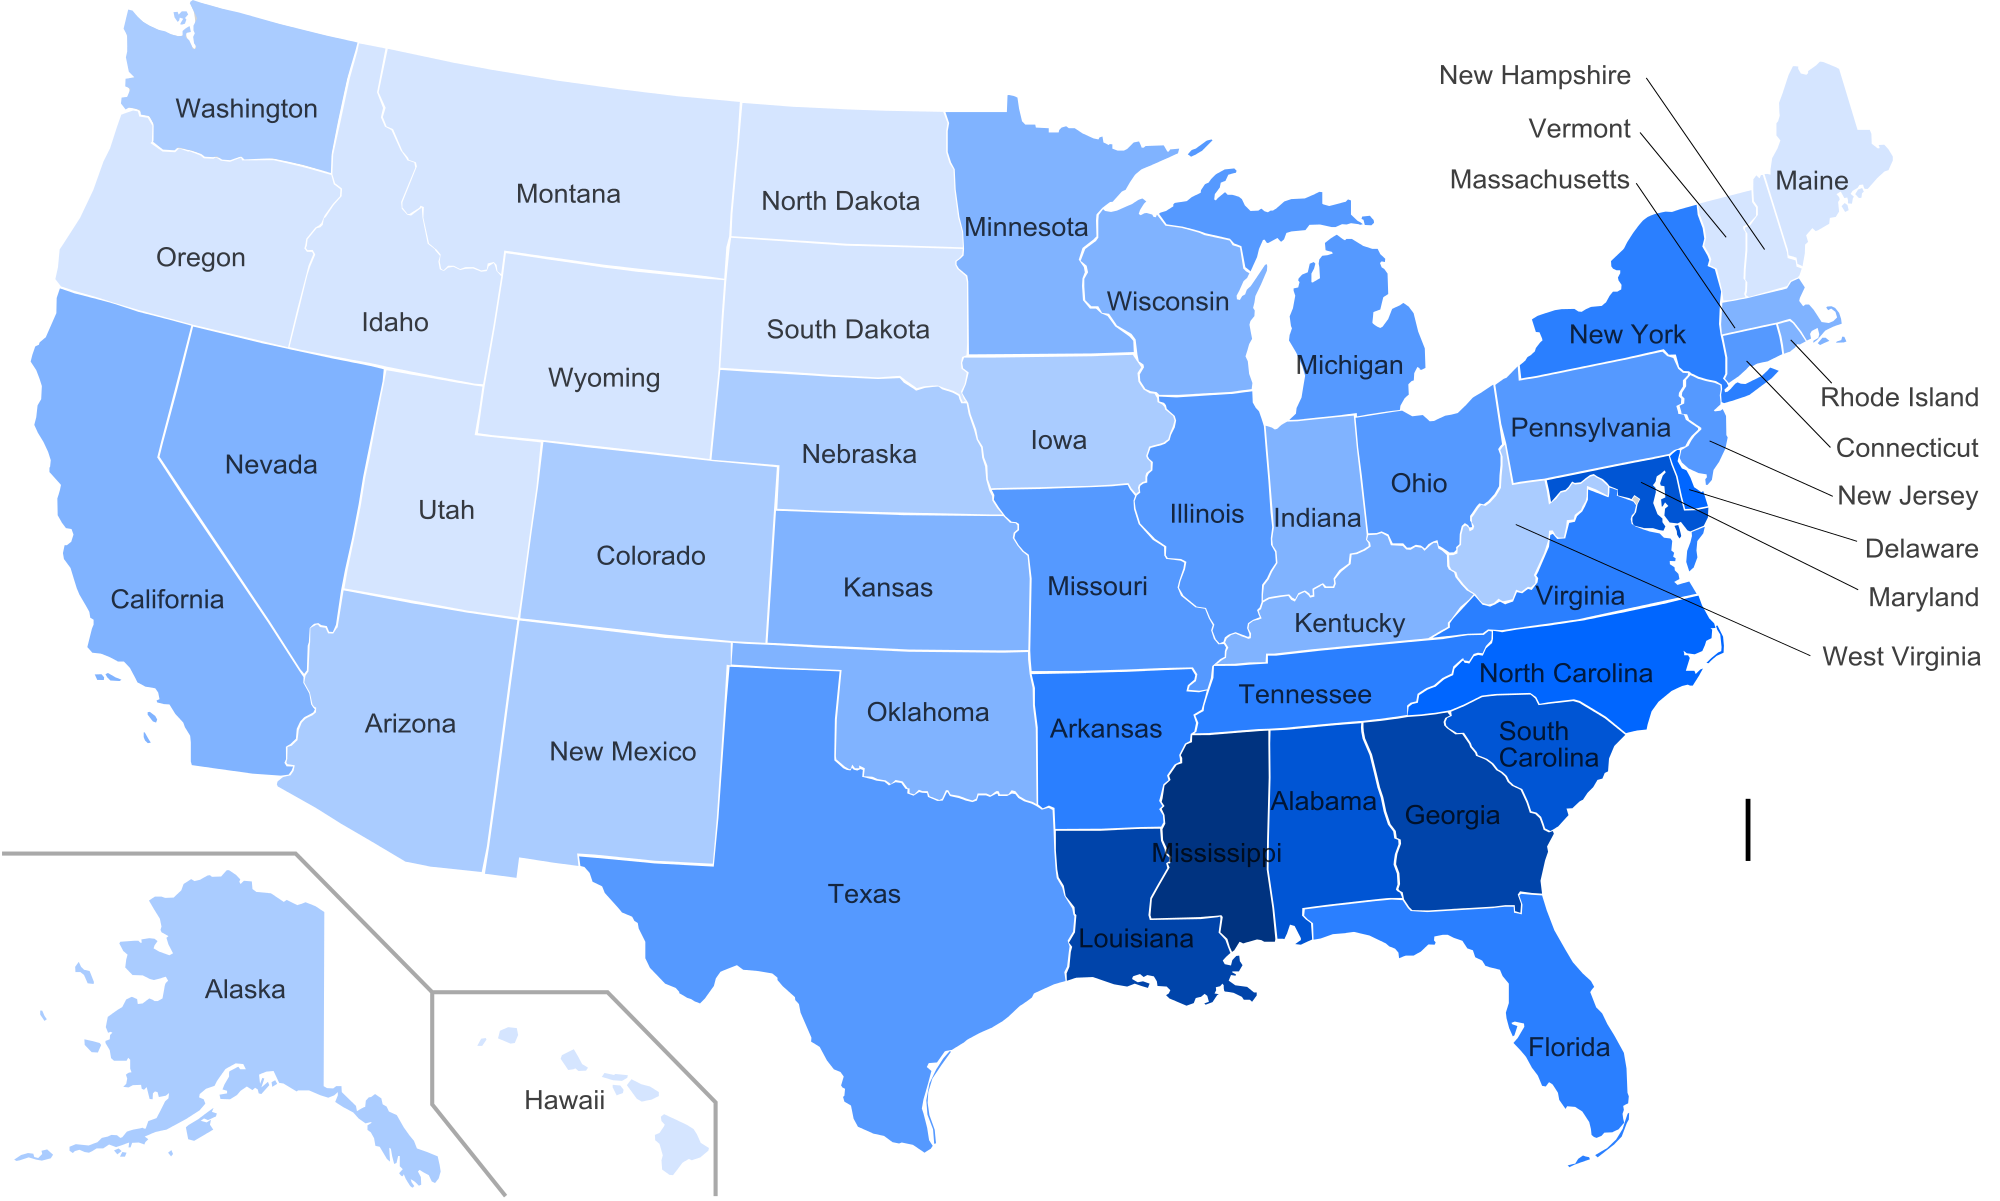 New Hampshire
Washington
Vermont
Massachusetts
Maine
Montana
North Dakota
Minnesota
Oregon
Wisconsin
Idaho
South Dakota
New York
Michigan
Wyoming
Rhode Island
Pennsylvania
Iowa
Connecticut
Nebraska
Nevada
Ohio
New Jersey
Utah
Illinois
Indiana
Delaware
Colorado
Kansas
Missouri
Virginia
Maryland
California
Kentucky
West Virginia
North Carolina
Tennessee
Oklahoma
Arizona
Arkansas
South
Carolina
New Mexico
Alabama
Georgia
Mississippi
Texas
Louisiana
Alaska
Florida
Hawaii